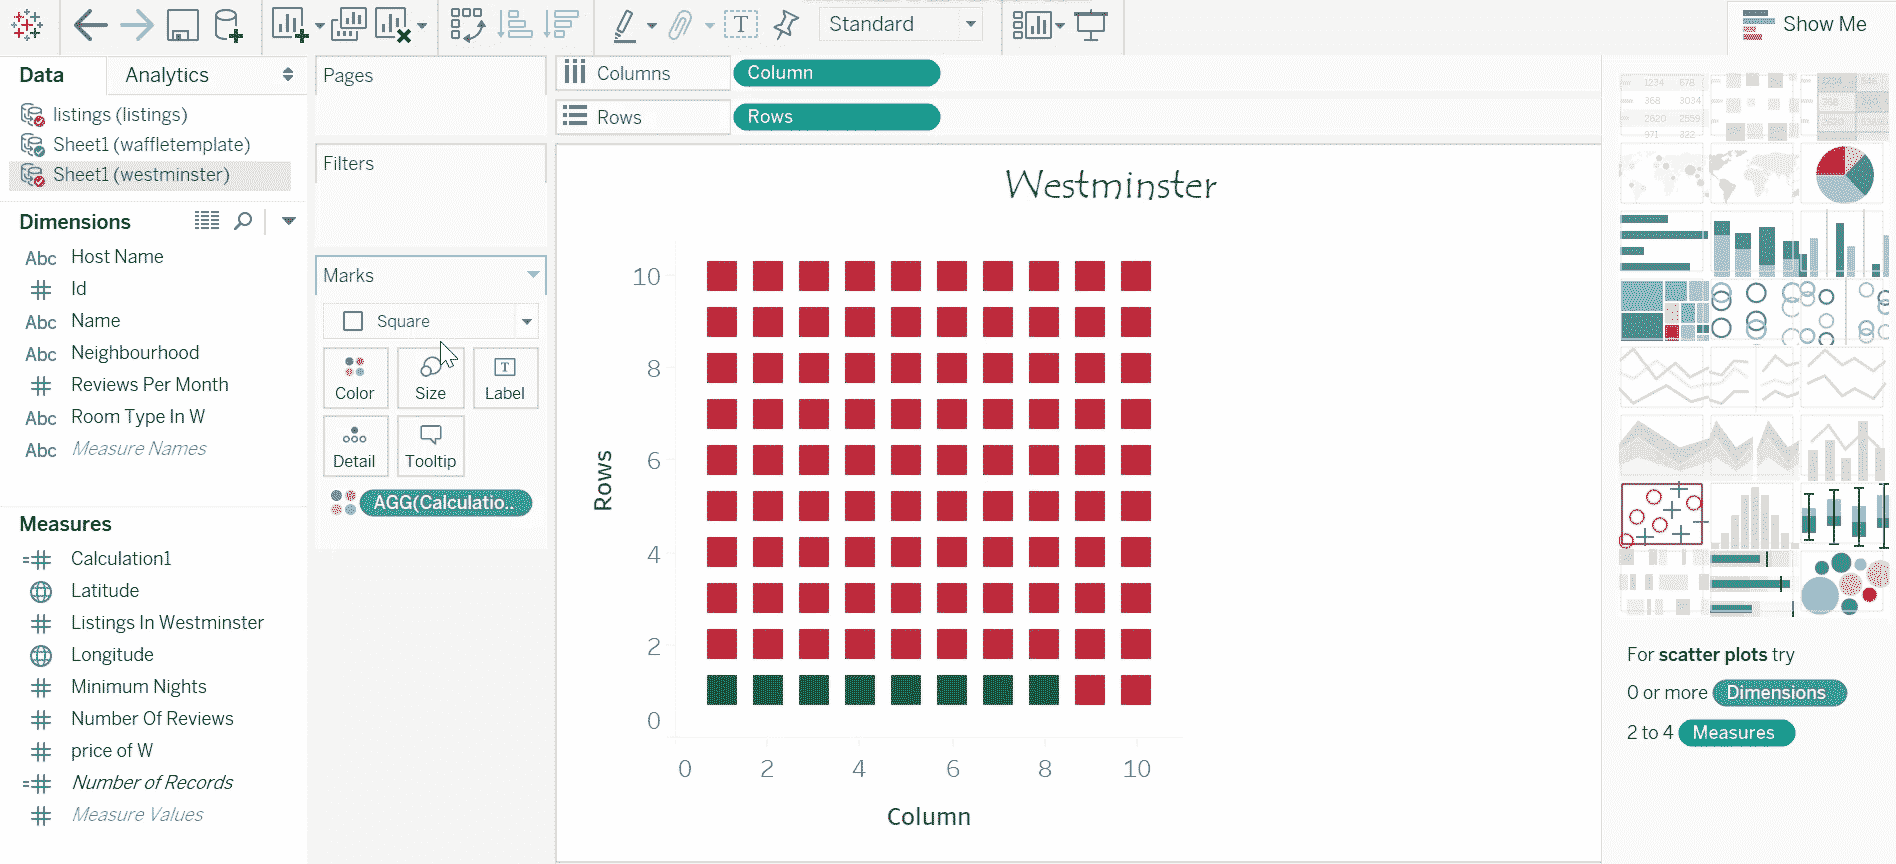 Standard
Show Me
Data
Analytics
Pages
Columns
Column
Rows
Rows
listings (listings)
Sheet1 (waffletemplate)
Sheet1 (westminster)
Filters
Dimensions
Abc Host Name
Id
Abc Name
Abc Neighbourhood
Reviews Per Month
Abc Room Type In W
Abc Measure Names
Marks
Square
Color
Size
T
Label
Detail
Tooltip
AGG(Calculatio..
Measures
Calculation1
Latitude
Listings In Westminster
Longitude
Minimum Nights
Number Of Reviews
price of W
Number of Records
Measure Values
Westminster
10
8
6
4
2
0
Rows
0 2 4 6 8 10
Column
For scatter plots try
0 or more Dimensions
2 to 4 Measures